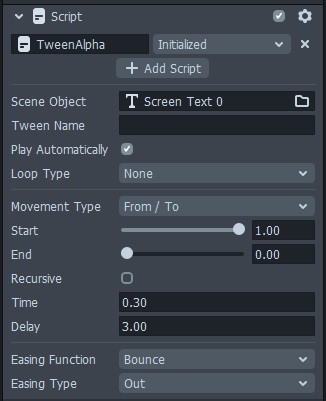 Script
TweenAlpha Initialized
+ Add Script
Scene Object Screen Text 0
Tween Name
Play Automatically
Loop Type None
Movement Type From / To
Start 1.00
End 0.00
Recursive
Time 0.30
Delay 3.00
Easing Function Bounce
Easing Type Out